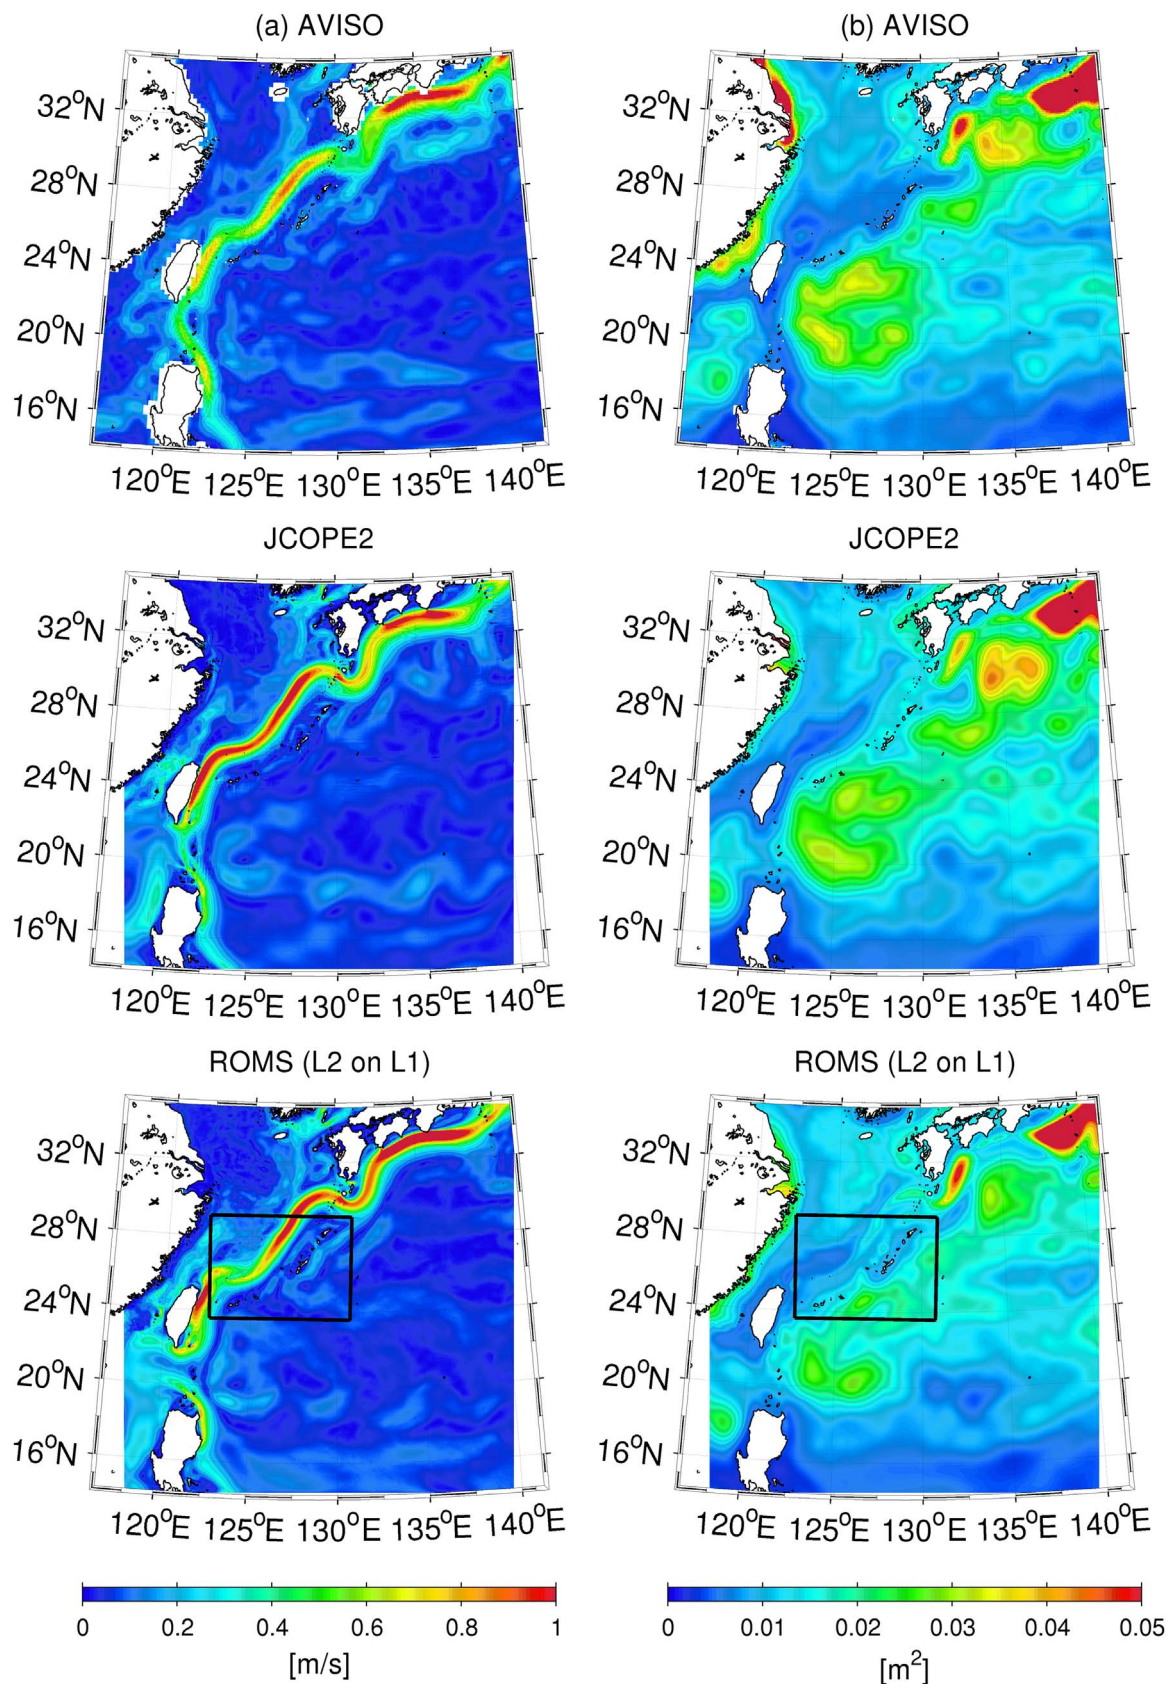 (a) AVISO (b) AVISO
32°N 32°N
28°N 28°N
24°N 24°N
20°N 20°N
16°N 16°N
120°E 125°E 130°E 135°E 140°E 120°E 125°E 130°E 135°E 140°E
JCOPE2 JCOPE2
32°N 32°N
28°N 28°N
24°N 24°N
20°N 20°N
16°N 16°N
120°E 125°E 130°E 135°E 140°E 120°E 125°E 130°E 135°E 140°E
ROMS (L2 on L1) ROMS (L2 on L1)
32°N 32°N
28°N 28°N
24°N 24°N
20°N 20°N
16°N 16°N
120°E 125°E 130°E 135°E 140°E 120°E 125°E 130°E 135°E 140°E
0 0.2 0.4 0.6 0.8 1 0 0.01 0.02 0.03 0.04 0.05
[m/s] [m²]